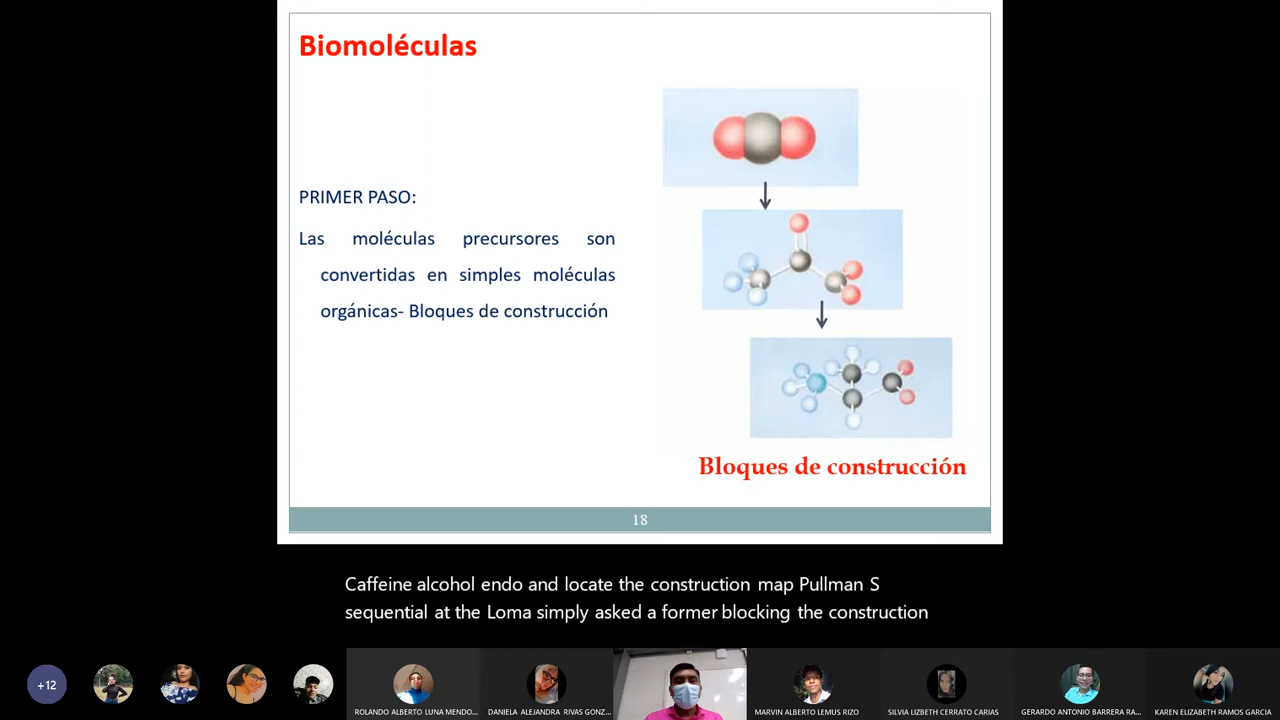 Biomoléculas
PRIMER PASO:
Las moléculas precursores son
convertidas en simples moléculas
orgánicas- Bloques de construcción
Bloques de construcción
18
Caffeine alcohol endo and locate the construction map Pullman S
sequential at the Loma simply asked a former blocking the construction
+12
ROLANDO ALBERTO LUNA MENDO...
DANIELA ALEJANDRA RIVAS GONZ...
MARVIN ALBERTO LEMUS RIZO
SILVIA LIZBETH CERRATO CARIAS
GERARDO ANTONIO BARRERA RA...
KAREN ELIZABETH RAMOS GARCIA